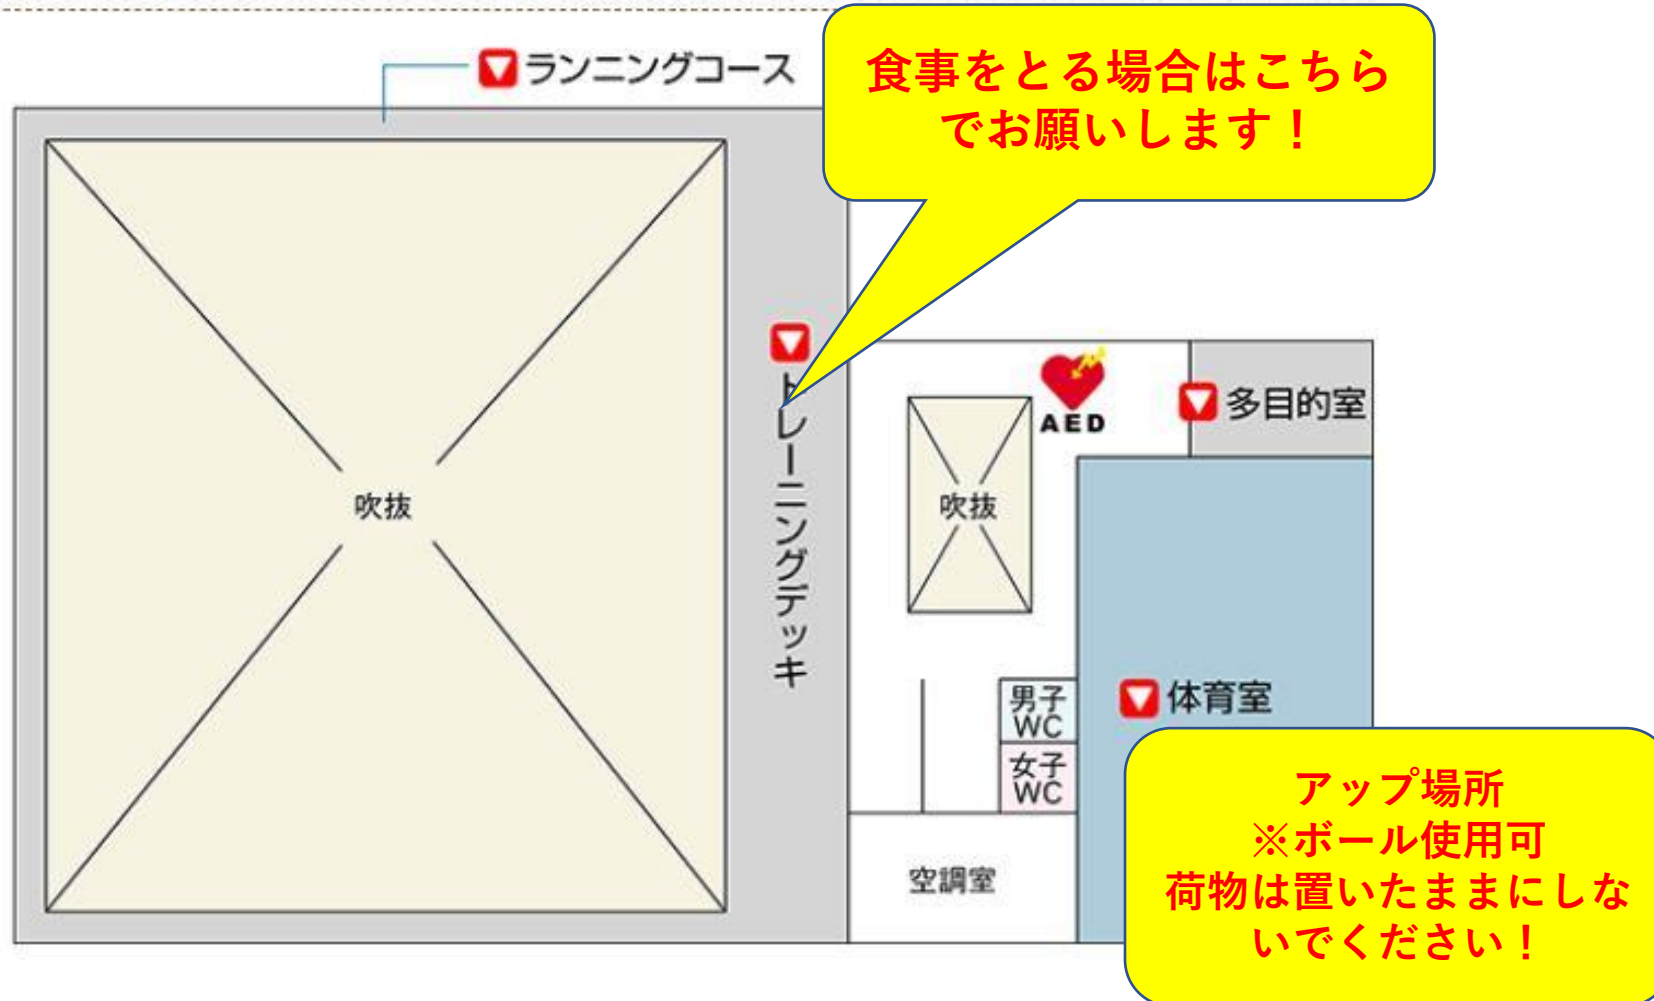 ランニングコース
食事をとる場合はこちら
でお願いします！
トレーニングデッキ
吹抜
AED
多目的室
吹抜
男子
WC
女子
WC
体育室
空調室
アップ場所
※ボール使用可
荷物は置いたままにしな
いでください！